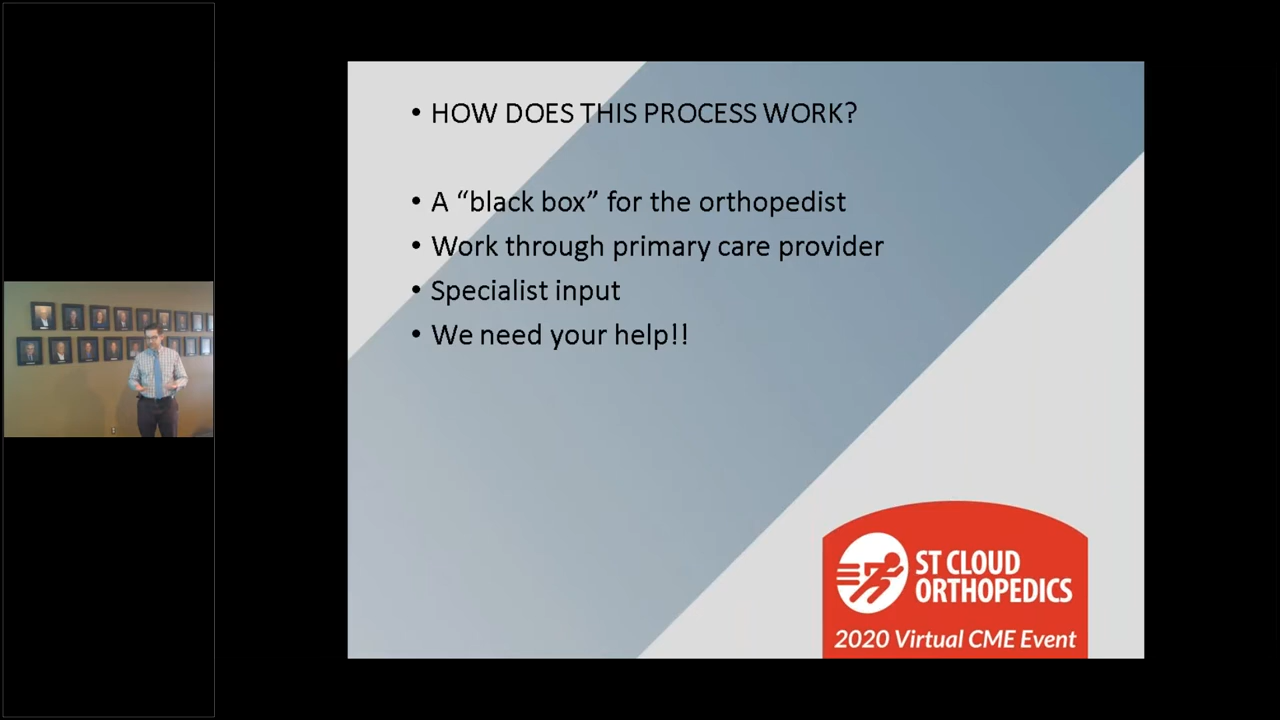 • HOW DOES THIS PROCESS WORK?
• A “black box” for the orthopedist
• Work through primary care provider
• Specialist input
• We need your help!!
ST CLOUD
ORTHOPEDICS
2020 Virtual CME Event